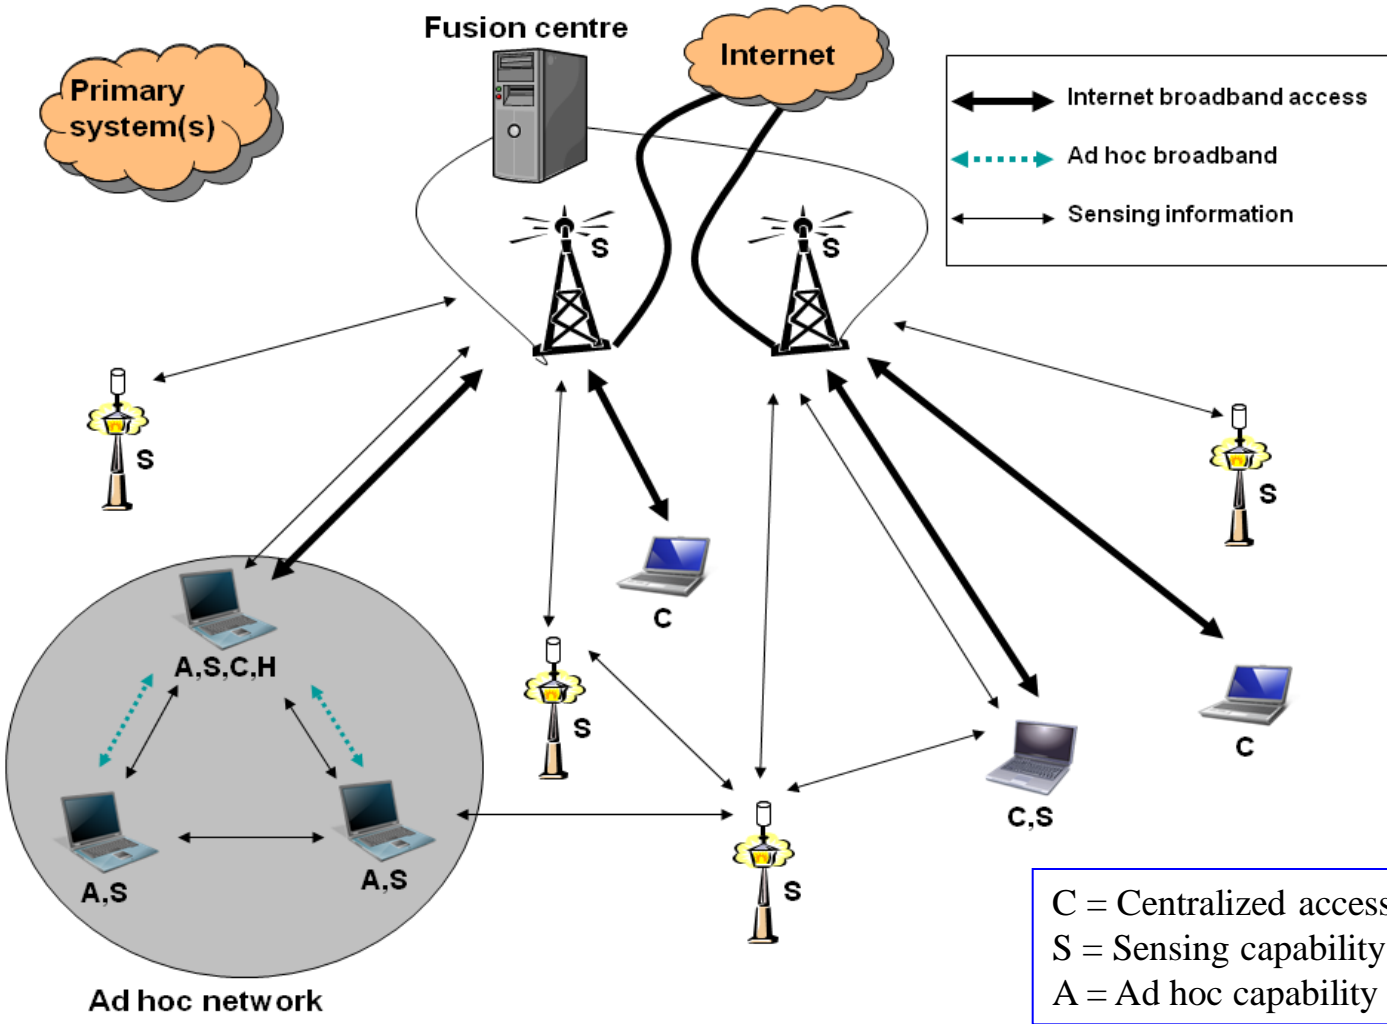 Fusion centre
Internet
Primary
system(s)
Internet broadband access
Ad hoc broadband
Sensing information
S
S
S
S
C
A,S,C,H
S
C
C,S
A,S
A,S
S
Ad hoc network
C = Centralized access
S = Sensing capability
A = Ad hoc capability